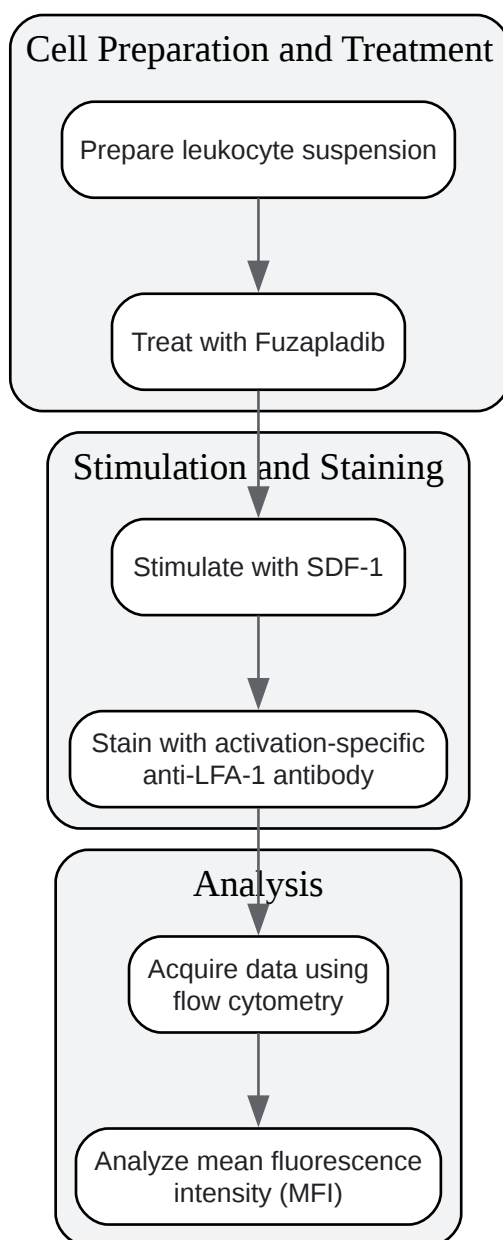 Cell Preparation and Treatment
Prepare leukocyte suspension
Treat with Fuzapladib
Stimulation and Staining
Stimulate with SDF-1
Stain with activation-specific
anti-LFA-1 antibody
Analysis
Acquire data using
flow cytometry
Analyze mean fluorescence
intensity (MFI)